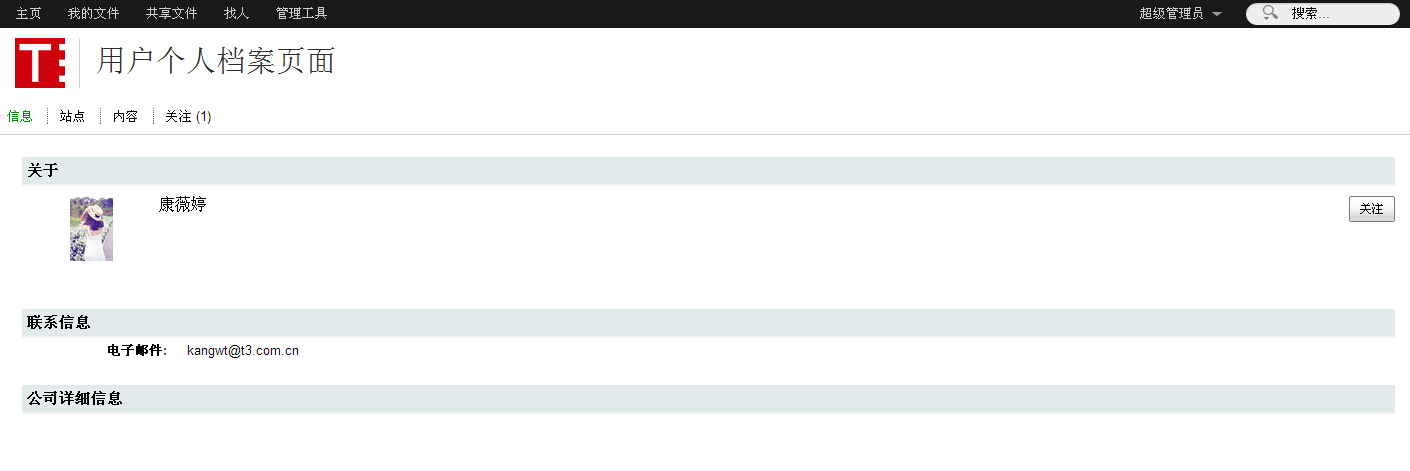 主页 我的文件 共享文件 找人 管理工具 超级管理员 搜索...
T 用户个人档案页面
信息 站点 内容 关注 (1)
关于
康薇婷 关注
联系信息
电子邮件: kangwt@t3.com.cn
公司详细信息